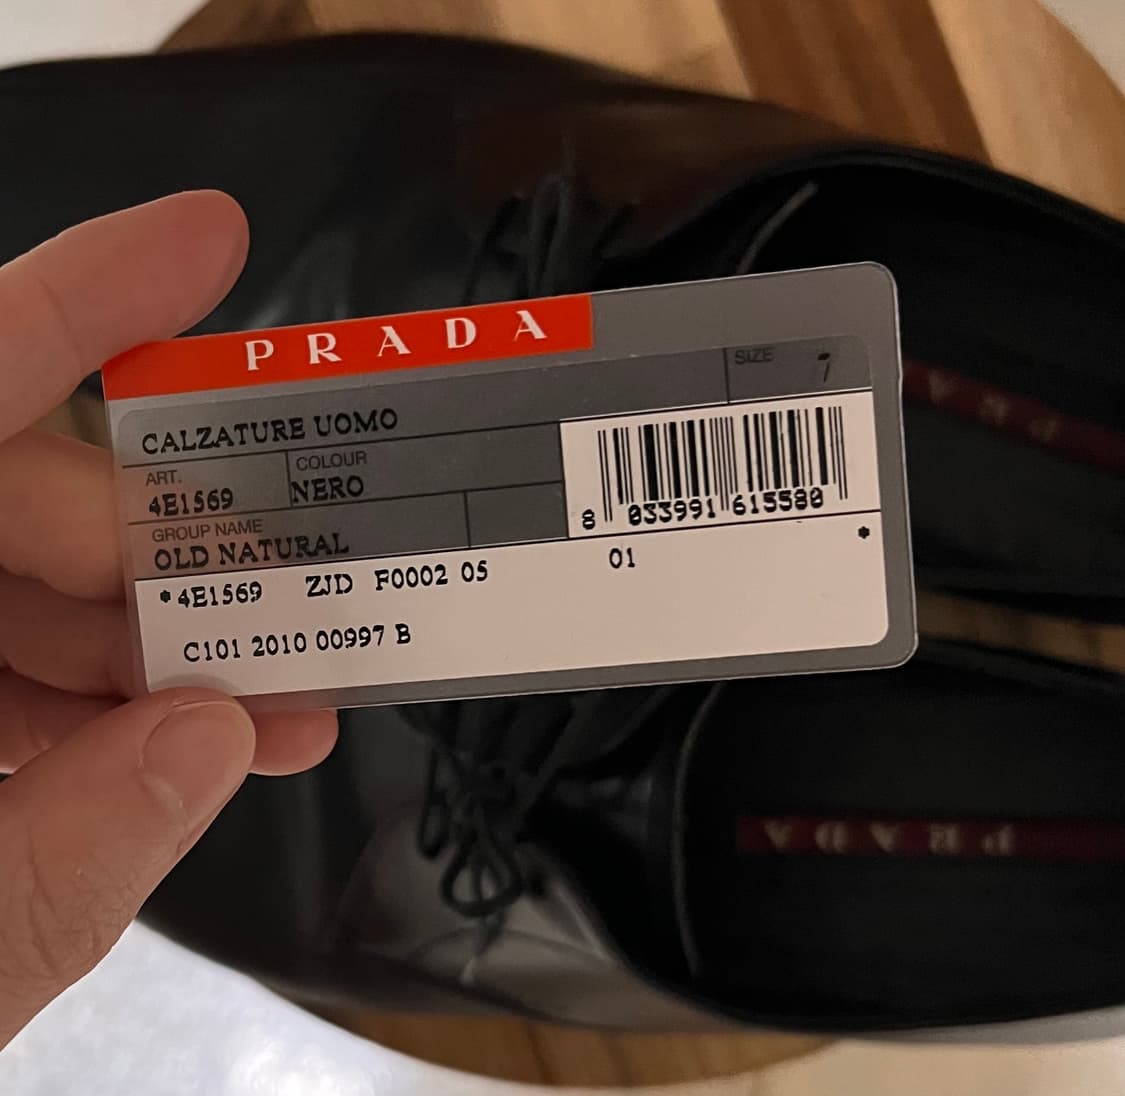 PRADA
SIZE 7
CALZATURE UOMO
ART. COLOUR
4E1569 NERO
GROUP NAME
OLD NATURAL
8 033991 615580
*4E1569 ZJD F0002 05 01 *
C101 2010 00997 B
PRADA
PRADA